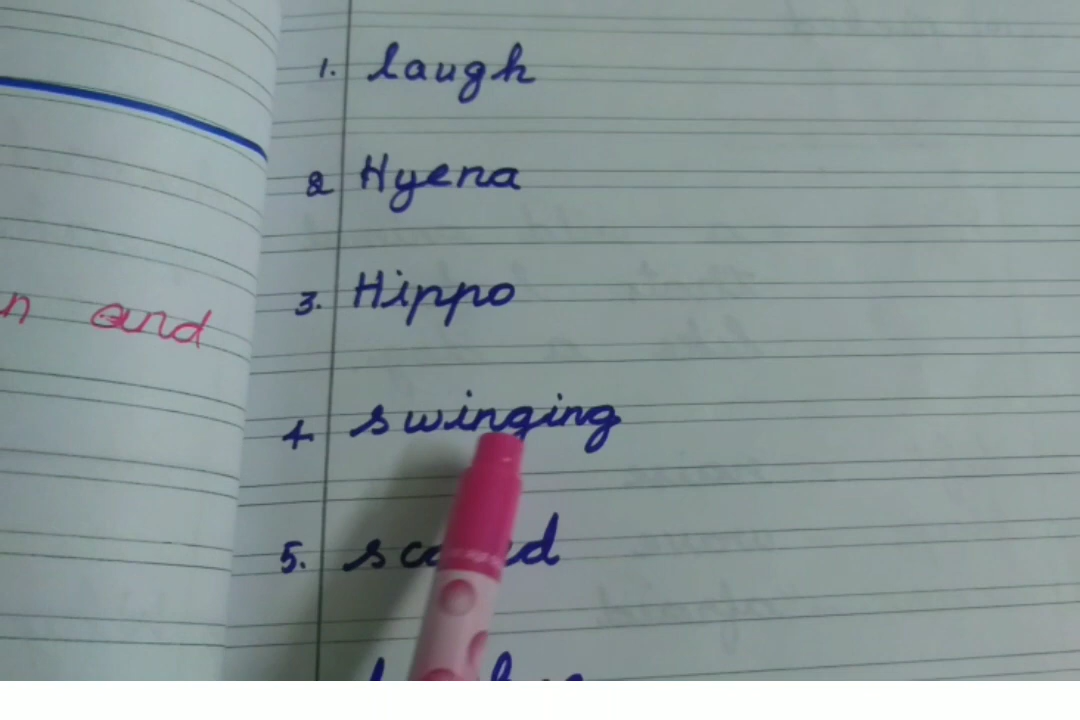 1. laugh
2 Hyena
3. Hippo
n and
4. swinging
5.